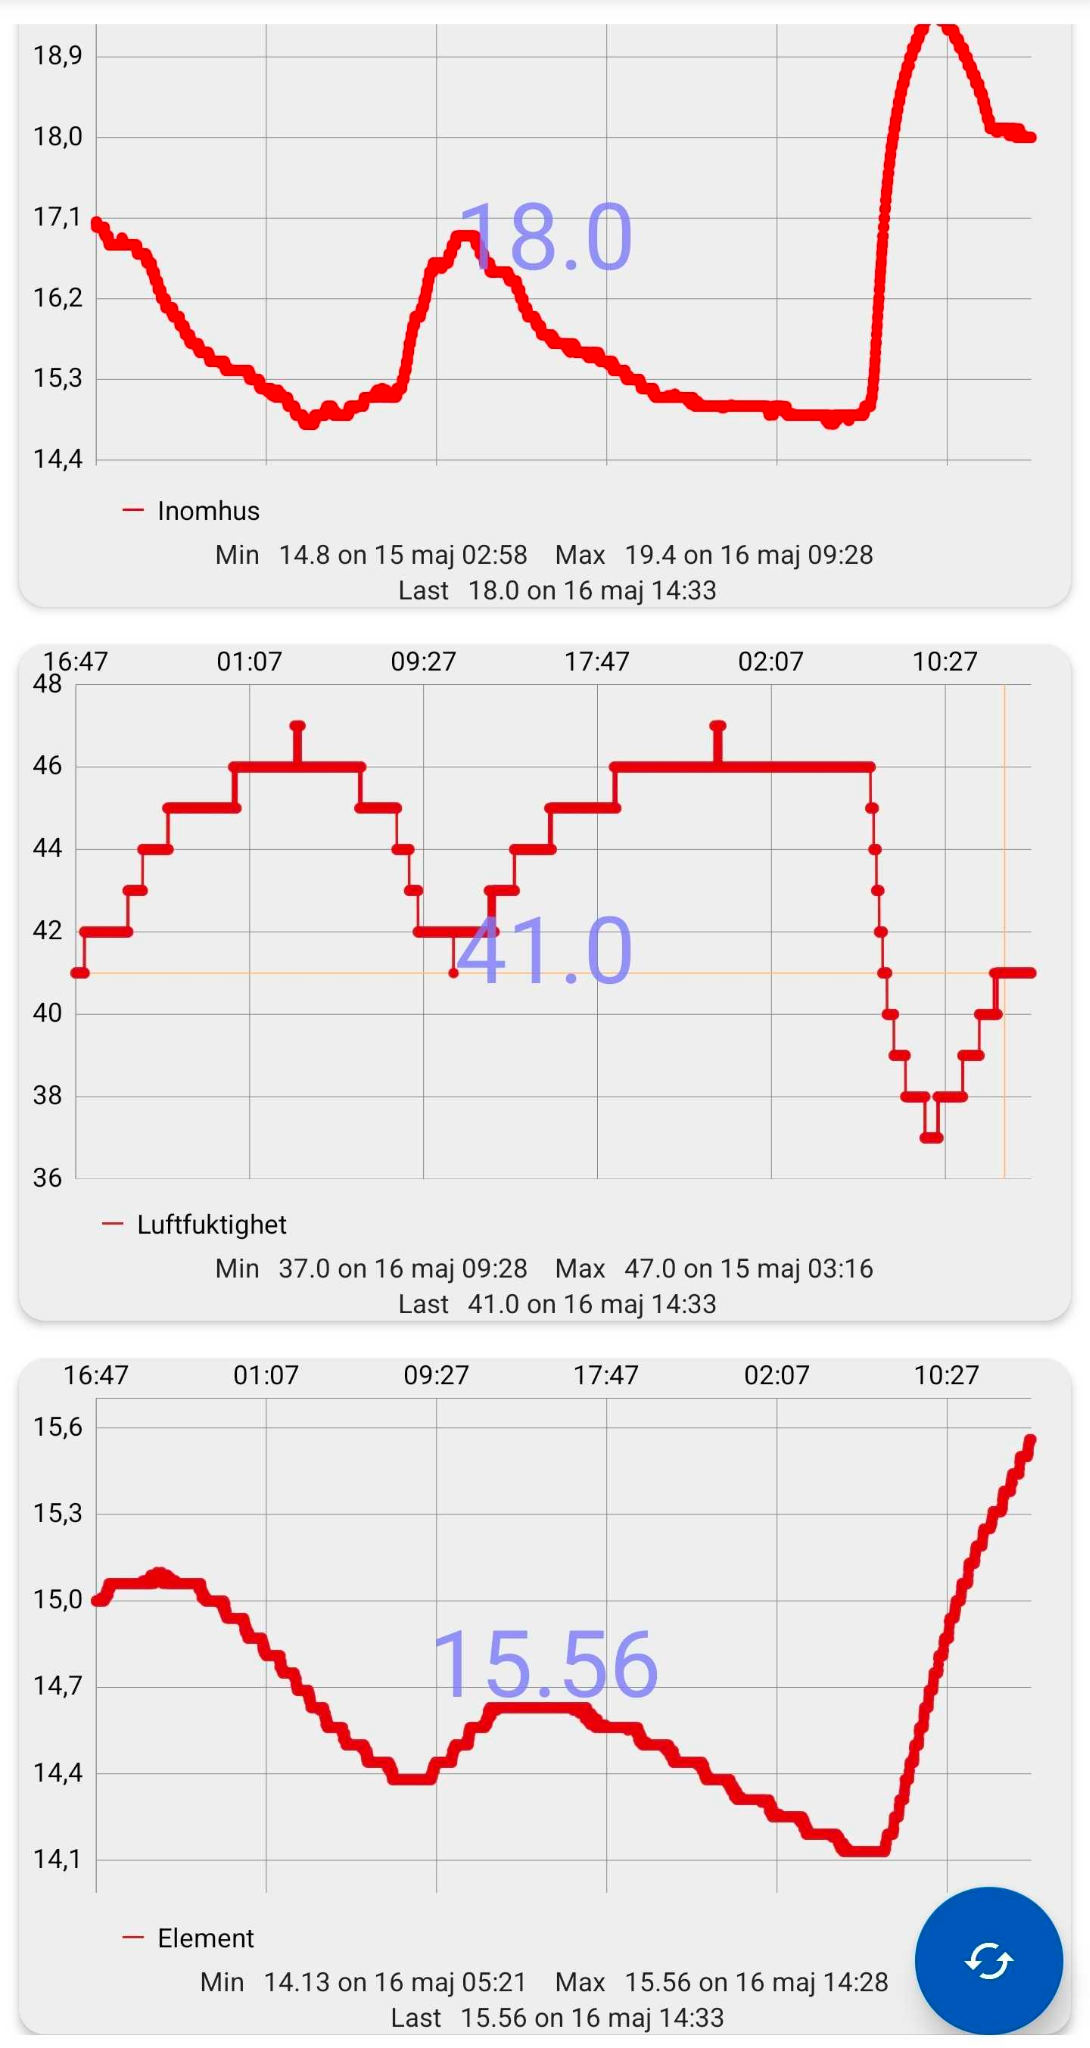 18,9
18,0
17,1
18.0
16,2
15,3
14,4
Inomhus
Min 14.8 on 15 maj 02:58 Max 19.4 on 16 maj 09:28
Last 18.0 on 16 maj 14:33
16:47 01:07 09:27 17:47 02:07 10:27
48
46
44
42
41.0
40
38
36
Luftfuktighet
Min 37.0 on 16 maj 09:28 Max 47.0 on 15 maj 03:16
Last 41.0 on 16 maj 14:33
16:47 01:07 09:27 17:47 02:07 10:27
15,6
15,3
15,0
15.56
14,7
14,4
14,1
Element
Min 14.13 on 16 maj 05:21 Max 15.56 on 16 maj 14:28
Last 15.56 on 16 maj 14:33